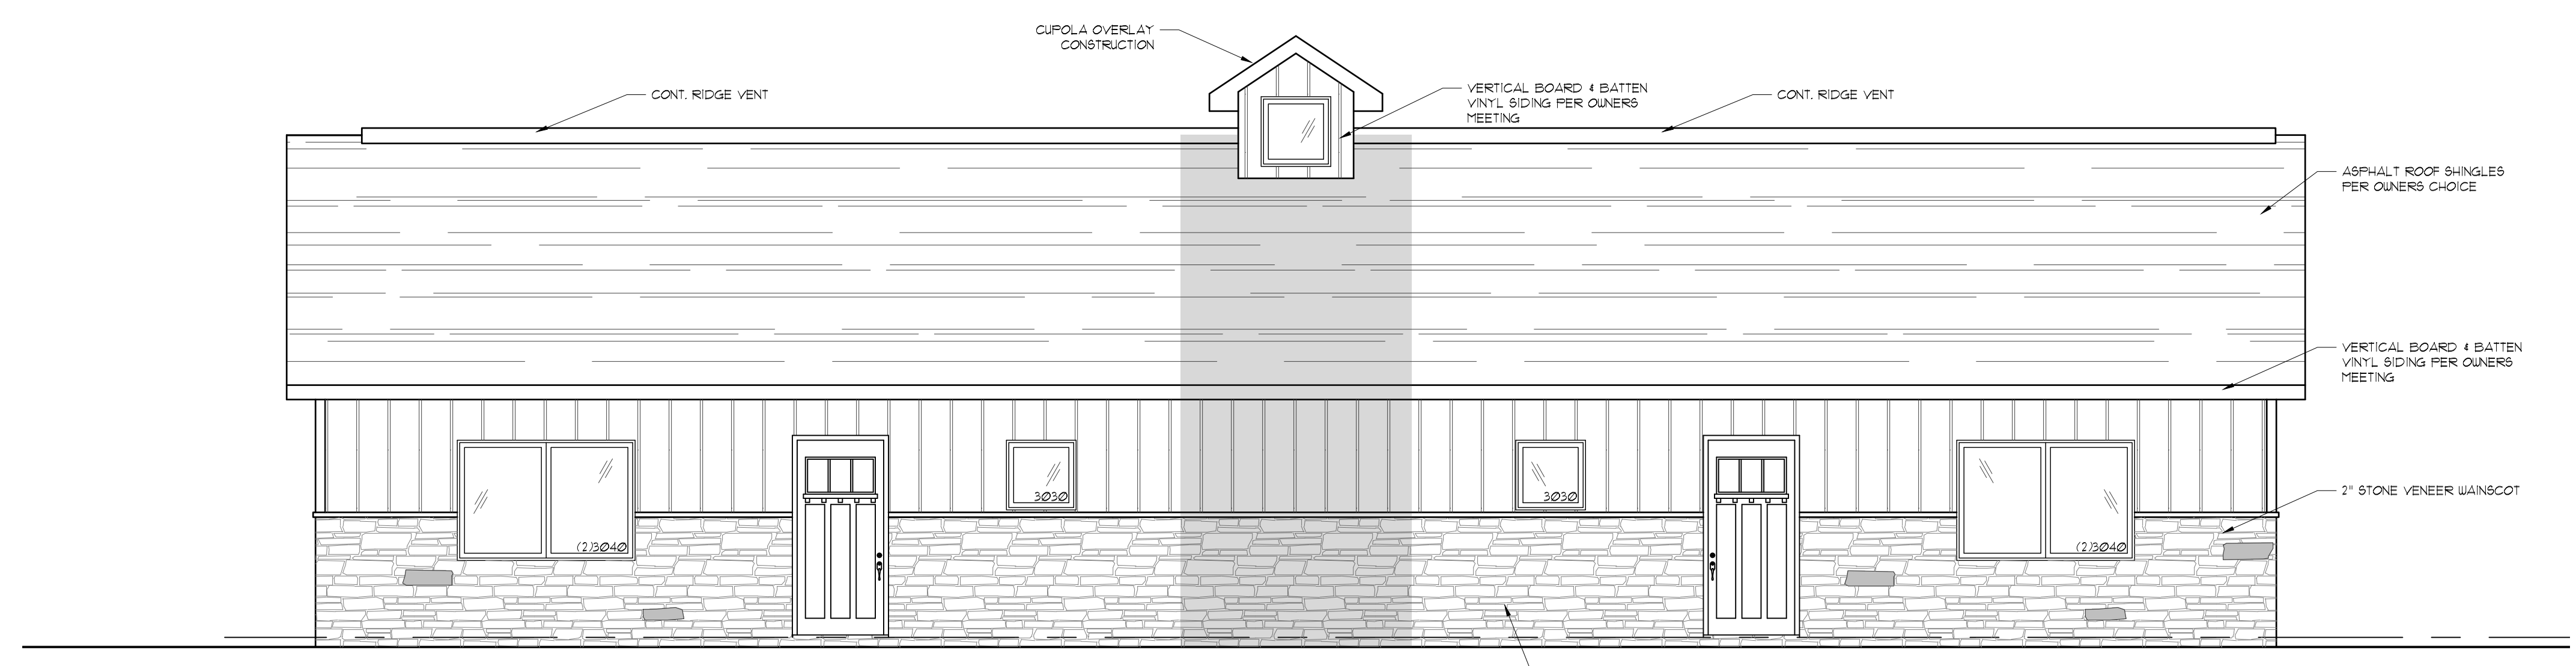 CUPOLA OVERLAY
CONSTRUCTION
CONT. RIDGE VENT
VERTICAL BOARD & BATTEN
VINYL SIDING PER OWNERS
MEETING
CONT. RIDGE VENT
ASPHALT ROOF SHINGLES
PER OWNERS CHOICE
VERTICAL BOARD & BATTEN
VINYL SIDING PER OWNERS
MEETING
2" STONE VENEER WAINSCOT
3030
3030
(2)3040
(2)3040